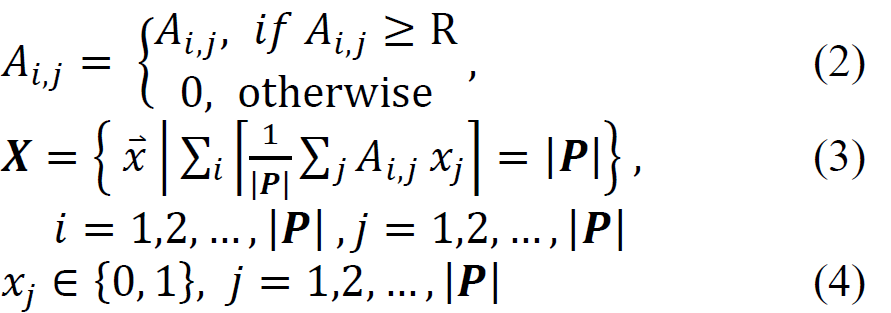 A_{i,j} = { A_{i,j}, if A_{i,j} ≥ R
0, otherwise , (2)
X = { x⃗ | ∑_i ⌈ 1/|P| ∑_j A_{i,j} x_j ⌉ = |P| } , (3)
i = 1,2, … , |P| , j = 1,2, … , |P|
x_j ∈ {0, 1}, j = 1,2, … , |P| (4)